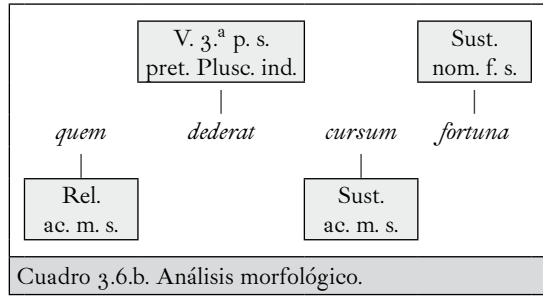 V. 3.ª p. s.
pret. Plusc. ind.
Sust.
nom. f. s.
quem dederat cursum fortuna
Rel.
ac. m. s.
Sust.
ac. m. s.
Cuadro 3.6.b. Análisis morfológico.